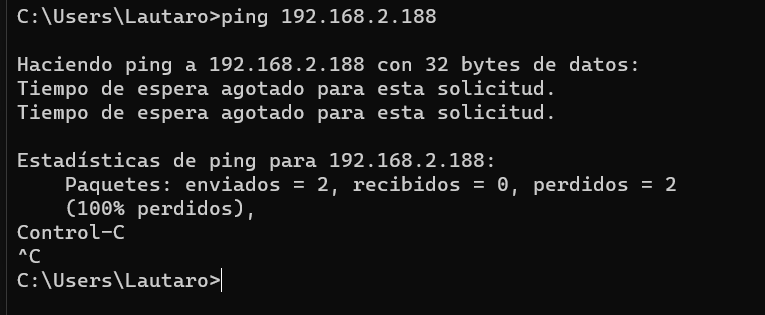 C:\Users\Lautaro>ping 192.168.2.188
Haciendo ping a 192.168.2.188 con 32 bytes de datos:
Tiempo de espera agotado para esta solicitud.
Tiempo de espera agotado para esta solicitud.
Estadísticas de ping para 192.168.2.188:
    Paquetes: enviados = 2, recibidos = 0, perdidos = 2
    (100% perdidos),
Control-C
^C
C:\Users\Lautaro>